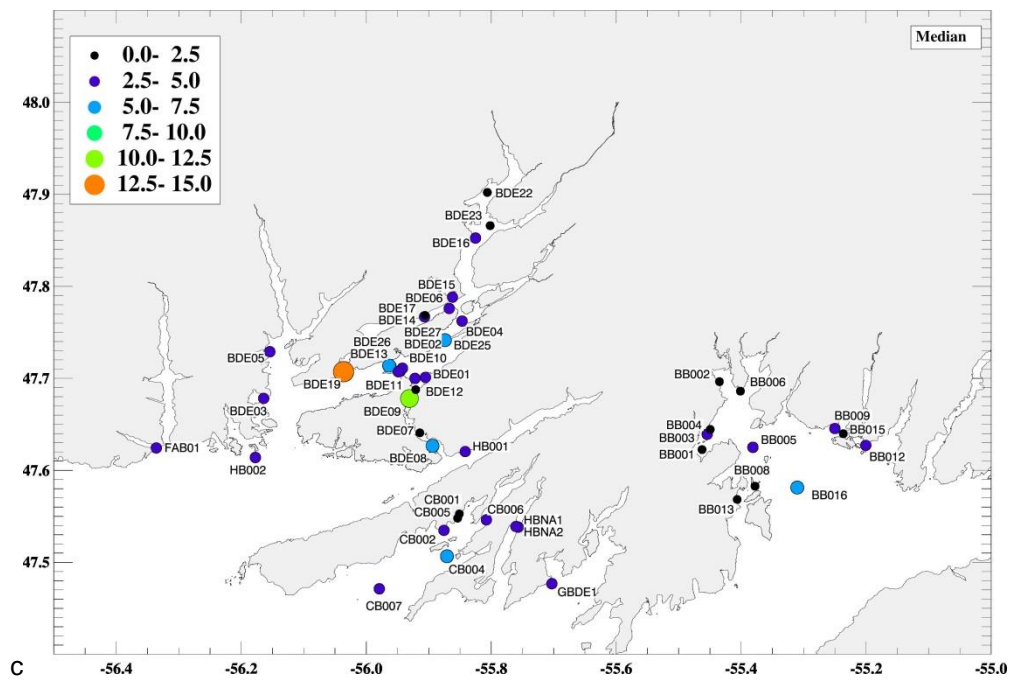 Median
0.0- 2.5
2.5- 5.0
5.0- 7.5
7.5- 10.0
10.0- 12.5
12.5- 15.0
48.0
47.9
47.8
47.7
47.6
47.5
BDE22
BDE23
BDE16
BDE15
BDE06
BDE17
BDE14
BDE27
BDE04
BDE26
BDE02
BDE25
BDE13
BDE10
BDE05
BDE19
BDE11
BDE01
BDE12
BDE03
BDE09
BDE07
BDE08
HB001
FAB01
HB002
BB002
BB006
BB004
BB003
BB001
BB005
BB009
BB015
BB012
BB008
BB016
BB013
CB001
CB005
CB006
HBNA1
HBNA2
CB002
CB004
CB007
GBDE1
C
-56.4 -56.2 -56.0 -55.8 -55.6 -55.4 -55.2 -55.0